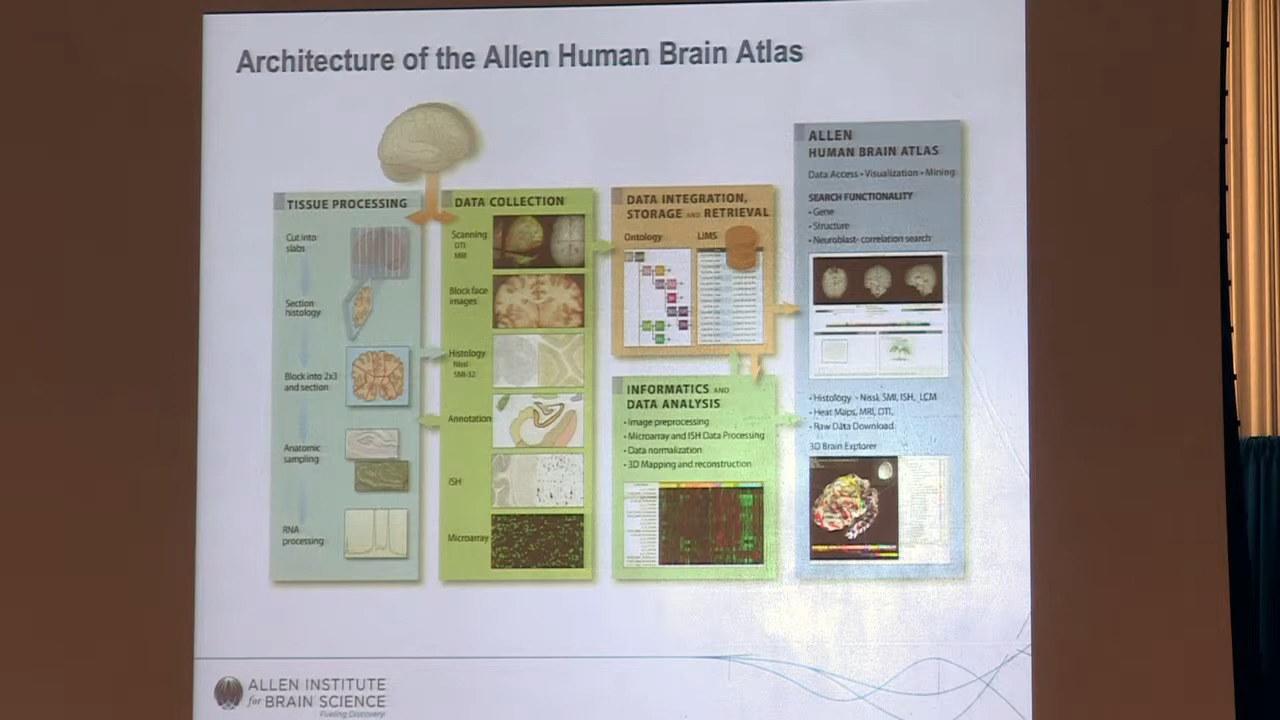 Architecture of the Allen Human Brain Atlas
TISSUE PROCESSING
Cut into
slabs
Section
histology
Block into 2x3
and section
Anatomic
sampling
RNA
processing
DATA COLLECTION
Scanning
DTI
MRI
Block face
images
Histology
Nissl
SMI-32
Annotation
ISH
Microarray
DATA INTEGRATION,
STORAGE AND RETRIEVAL
Ontology
LIMS
INFORMATICS AND
DATA ANALYSIS
• Image preprocessing
• Microarray and ISH Data Processing
• Data normalization
• 3D Mapping and reconstruction
ALLEN
HUMAN BRAIN ATLAS
Data Access • Visualization • Mining
SEARCH FUNCTIONALITY
• Gene
• Structure
• Neuroblast- correlation search
• Histology - Nissl, SMI, ISH, LCM
• Heat Maps, MRI, DTI,
• Raw Data Download
3D Brain Explorer
ALLEN INSTITUTE
for BRAIN SCIENCE
Fueling Discovery